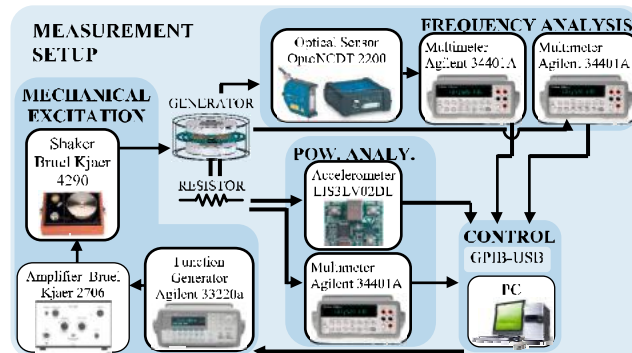 MEASUREMENT
SETUP
FREQUENCY ANALYSIS
Optical Sensor
OptoNCDT 2200
Multimeter
Agilent 34401A
Multimeter
Agilent 34401A
MECHANICAL
EXCITATION
GENERATOR
Shaker
Bruel Kjaer
4290
RESISTOR
POW. ANALY.
Accelerometer
LIS3LV02DL
CONTROL
GPIB-USB
PC
Amplifier Bruel
Kjaer 2706
Function
Generator
Agilent 33220a
Multimeter
Agilent 34401A